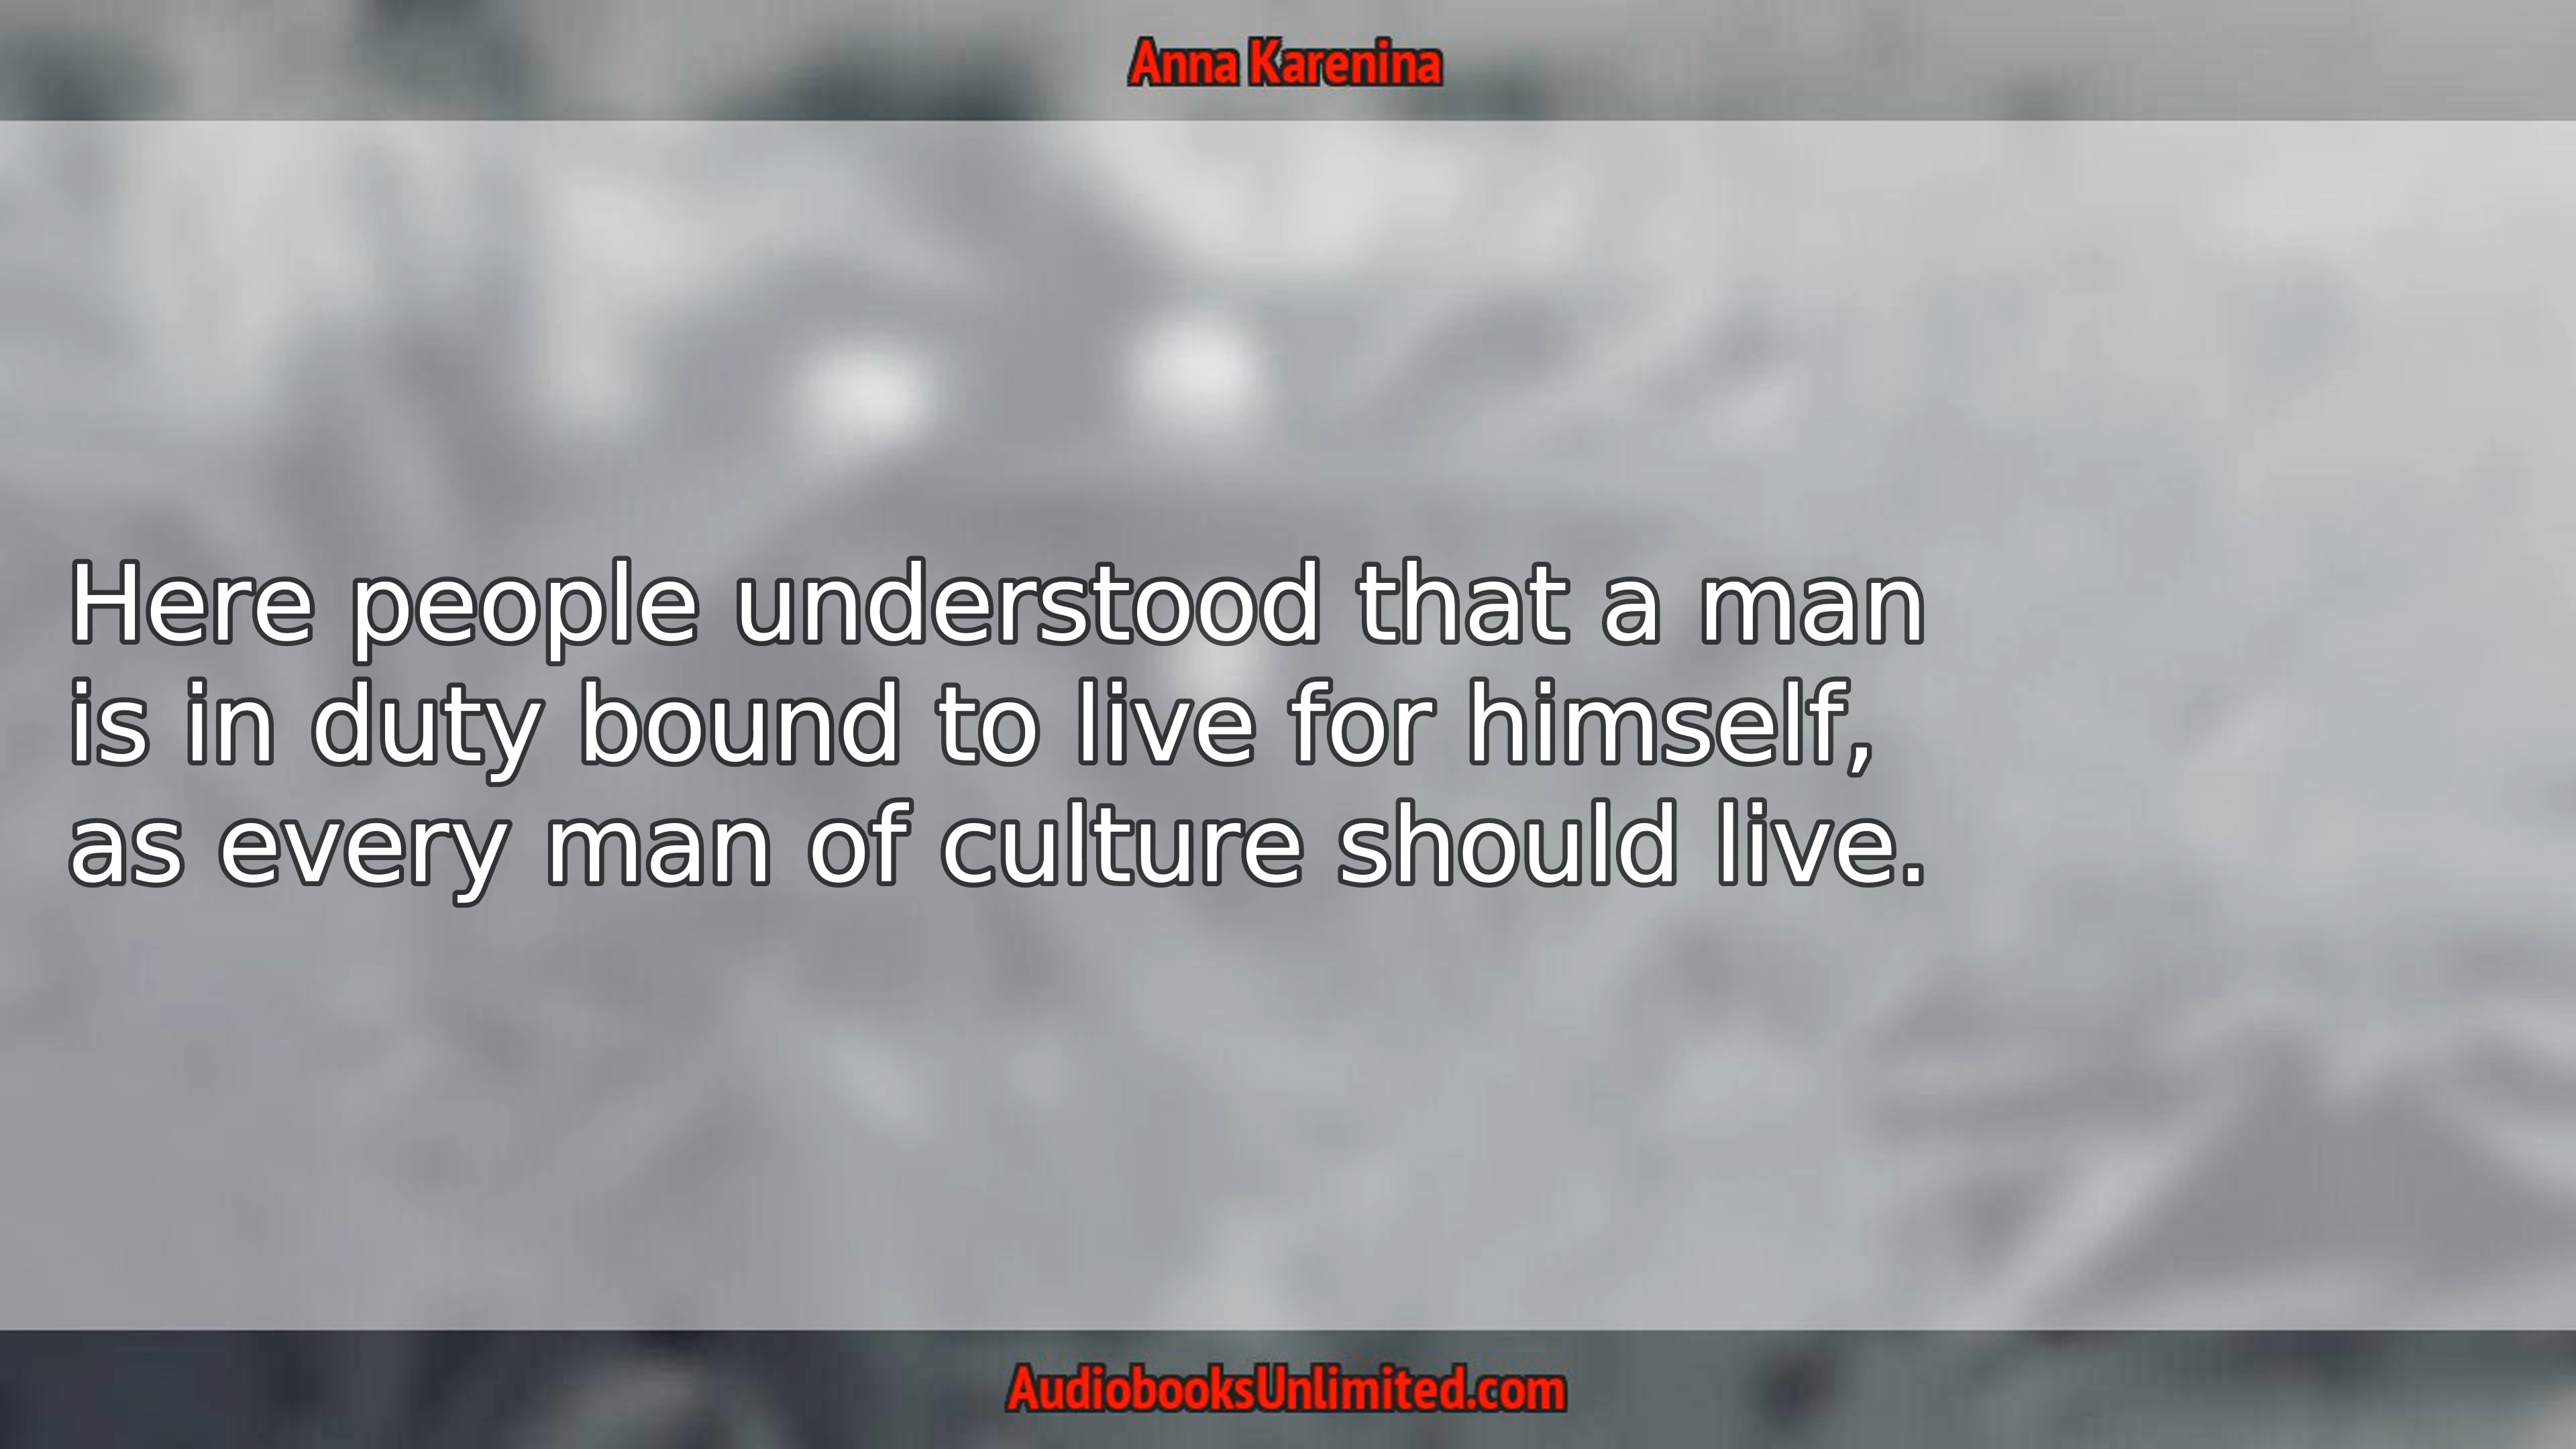 Anna Karenina
Here people understood that a man
is in duty bound to live for himself,
as every man of culture should live.
AudiobooksUnlimited.com